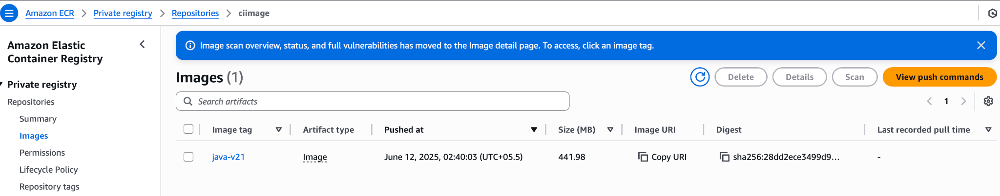 Amazon ECR > Private registry > Repositories > ciimage
Amazon Elastic
Container Registry
Private registry
Repositories
Summary
Images
Permissions
Lifecycle Policy
Repository tags
Image scan overview, status, and full vulnerabilities has moved to the Image detail page. To access, click an image tag.
Images (1)
Delete
Details
Scan
View push commands
Search artifacts
1
Image tag Artifact type Pushed at Size (MB) Image URI Digest Last recorded pull time
java-v21 Image June 12, 2025, 02:40:03 (UTC+05.5) 441.98 Copy URI sha256:28dd2ece3499d9... -